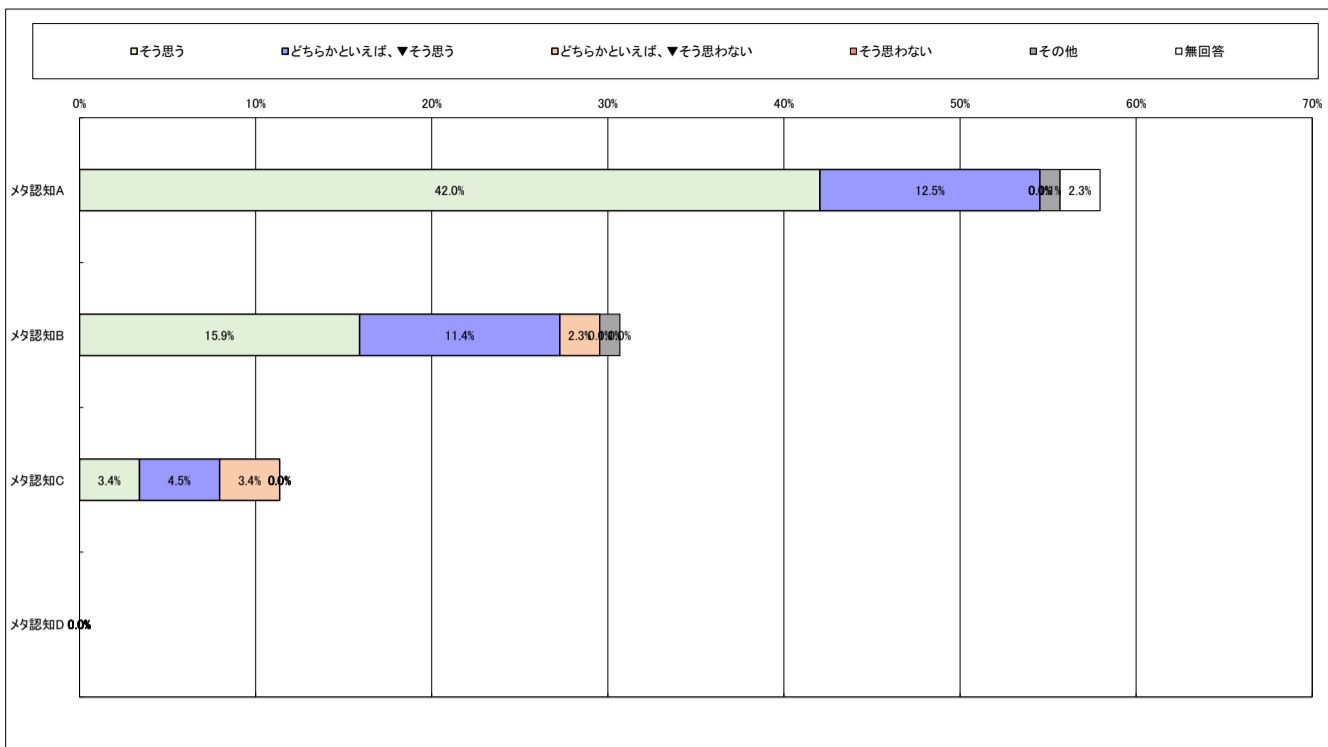 そう思う どちらかといえば、▼そう思う どちらかといえば、▼そう思わない そう思わない その他 無回答
0% 10% 20% 30% 40% 50% 60% 70%
メタ認知A 42.0% 12.5% 0.0% 2.3%
メタ認知B 15.9% 11.4% 2.3%
メタ認知C 3.4% 4.5% 3.4% 0.0%
メタ認知D 0.0%